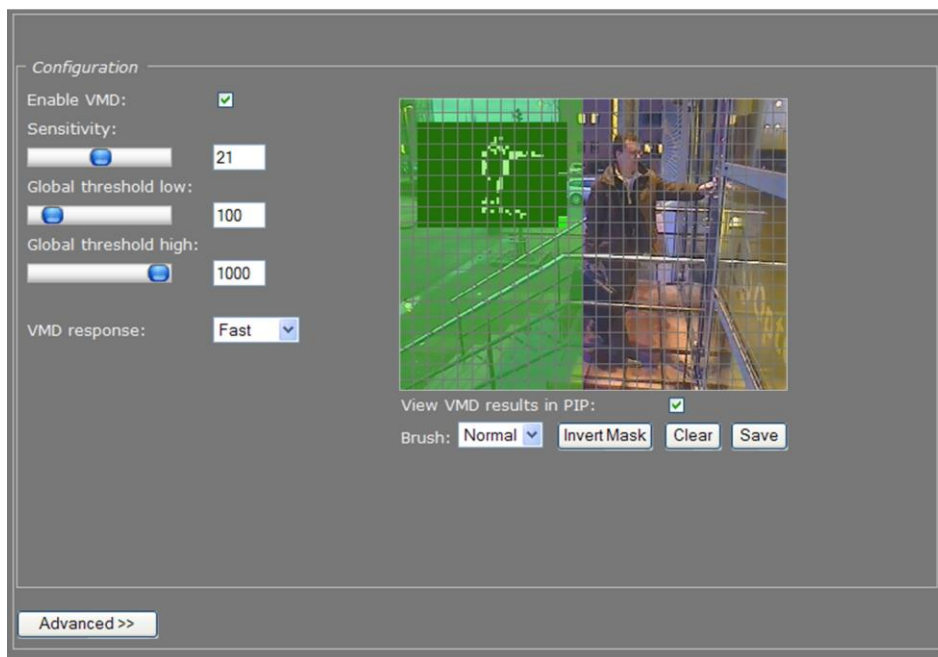 Configuration
Enable VMD:
Sensitivity:
21
Global threshold low:
100
Global threshold high:
1000
VMD response: Fast
View VMD results in PIP:
Brush: Normal Invert Mask Clear Save
Advanced >>